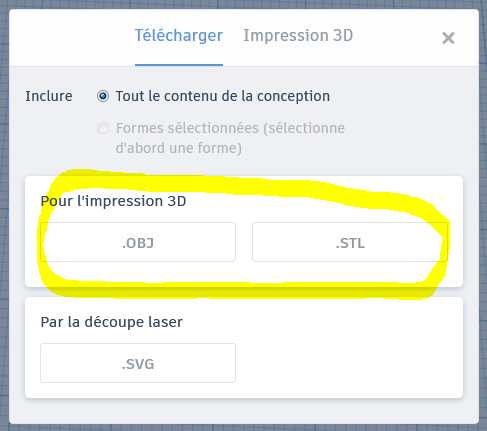 Télécharger Impression 3D
Inclure Tout le contenu de la conception
Formes sélectionnées (sélectionne
d'abord une forme)
Pour l'impression 3D
.OBJ .STL
Par la découpe laser
.SVG